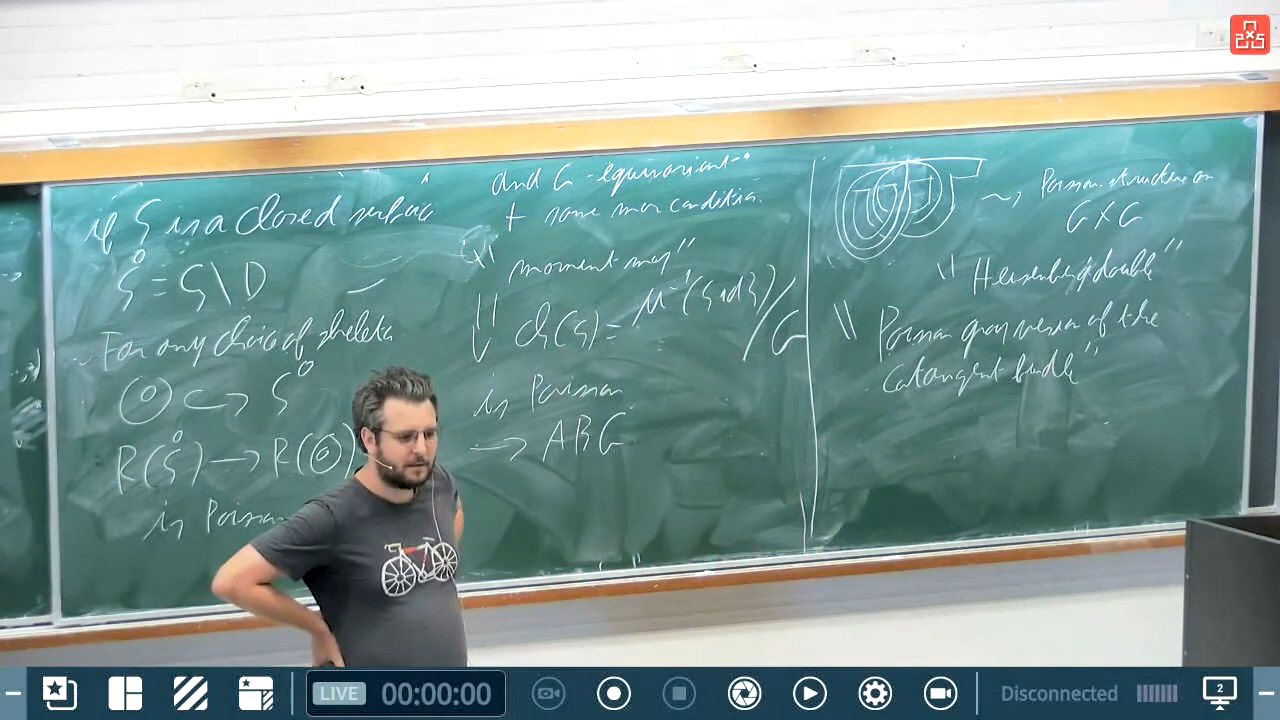 if S is a closed surface
S° = S \ D
For any choice of skeleta
⊙ ↪ S°
R(S°) → R(⊙)
is Poisson
and G-equivariant
+ some more condition.
"moment map"
⇓ Ch(S) = μ⁻¹({id})/G
is Poisson
→ ABG
~> Poisson structure on
G × G
"Heisenberg double"
"Poisson group version of the
cotangent bundle"
LIVE 00:00:00
Disconnected
2